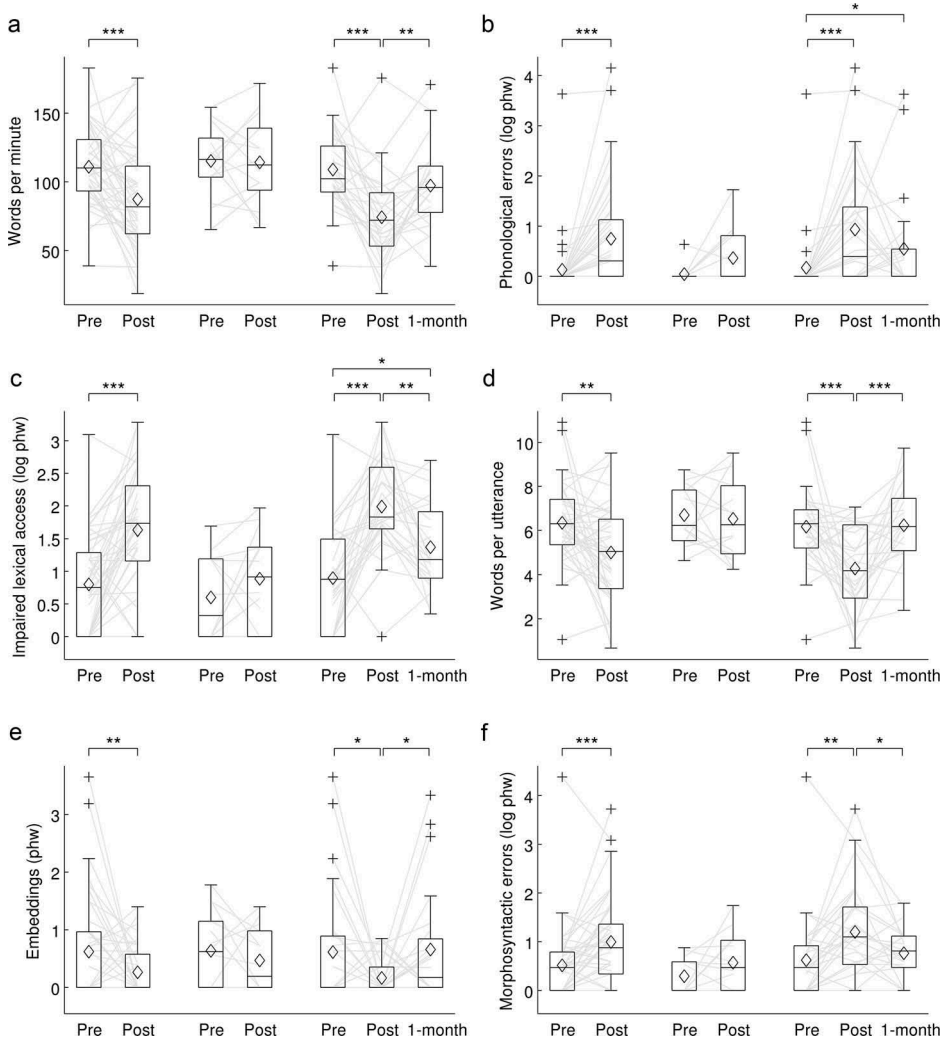 a
*** *** **
Words per minute
150
100
50
Pre Post Pre Post Pre Post 1-month
b
*
*** ***
Phonological errors (log phw)
4
3
2
1
0
Pre Post Pre Post Pre Post 1-month
c
*
*** *** **
Impaired lexical access (log phw)
3
2.5
2
1.5
1
0.5
0
Pre Post Pre Post Pre Post 1-month
d
** *** ***
Words per utterance
10
8
6
4
2
Pre Post Pre Post Pre Post 1-month
e
** * *
Embeddings (phw)
3
2
1
0
Pre Post Pre Post Pre Post 1-month
f
*** ** *
Morphosyntactic errors (log phw)
4
3
2
1
0
Pre Post Pre Post Pre Post 1-month